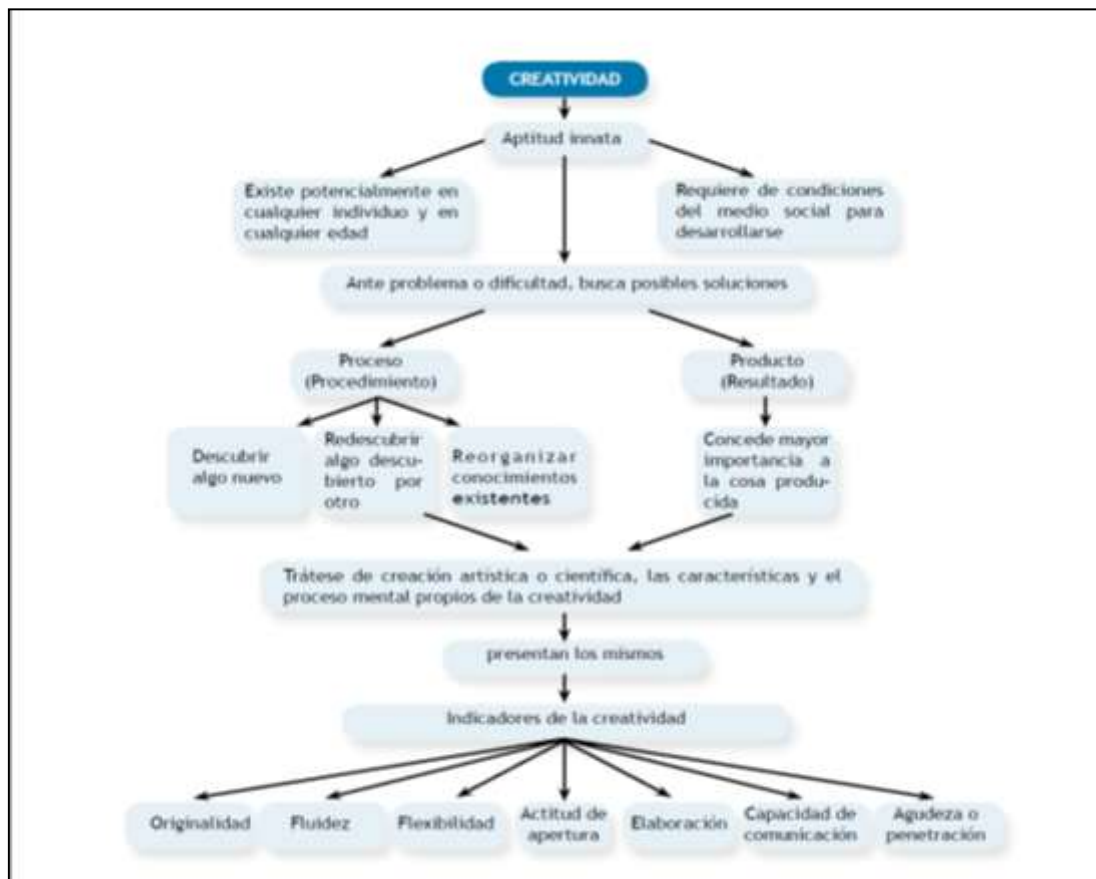 CREATIVIDAD
Aptitud innata
Existe potencialmente en
cualquier individuo y en
cualquier edad
Requiere de condiciones
del medio social para
desarrollarse
Ante problema o dificultad, busca posibles soluciones
Proceso
(Procedimiento)
Producto
(Resultado)
Descubrir
algo nuevo
Redescubrir
algo descu-
bierto por
otro
Reorganizar
conocimientos
existentes
Concede mayor
importancia a
la cosa produ-
cida
Trátese de creación artística o científica, las características y el
proceso mental propios de la creatividad
presentan los mismos
Indicadores de la creatividad
Originalidad
Fluidez
Flexibilidad
Actitud de
apertura
Elaboración
Capacidad de
comunicación
Agudeza o
penetración